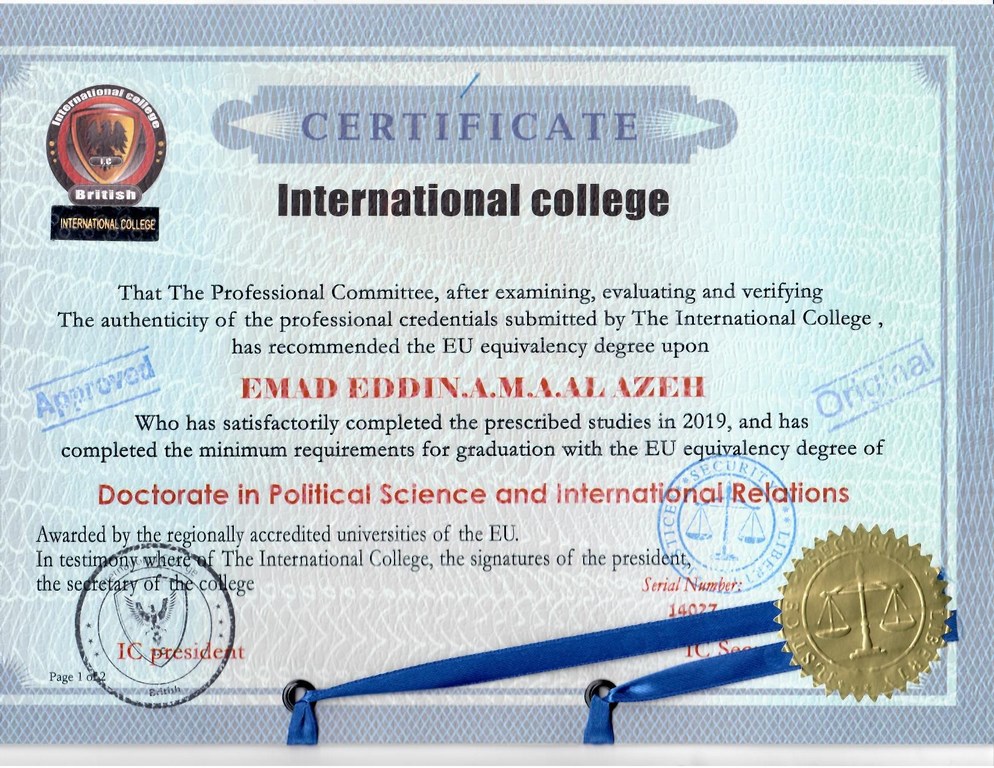 International college
I.C
British
INTERNATIONAL COLLEGE
CERTIFICATE
International college
That The Professional Committee, after examining, evaluating and verifying
The authenticity of the professional credentials submitted by The International College ,
has recommended the EU equivalency degree upon
Approved
Original
EMAD EDDIN.A.M.A.AL AZEH
Who has satisfactorily completed the prescribed studies in 2019, and has
completed the minimum requirements for graduation with the EU equivalency degree of
Doctorate in Political Science and International Relations
SECURITY
LIBERTY
Awarded by the regionally accredited universities of the EU.
In testimony where of The International College, the signatures of the president,
the secretary of the college
Serial Number:
14027
IC president
IC
Page 1 of 2
British